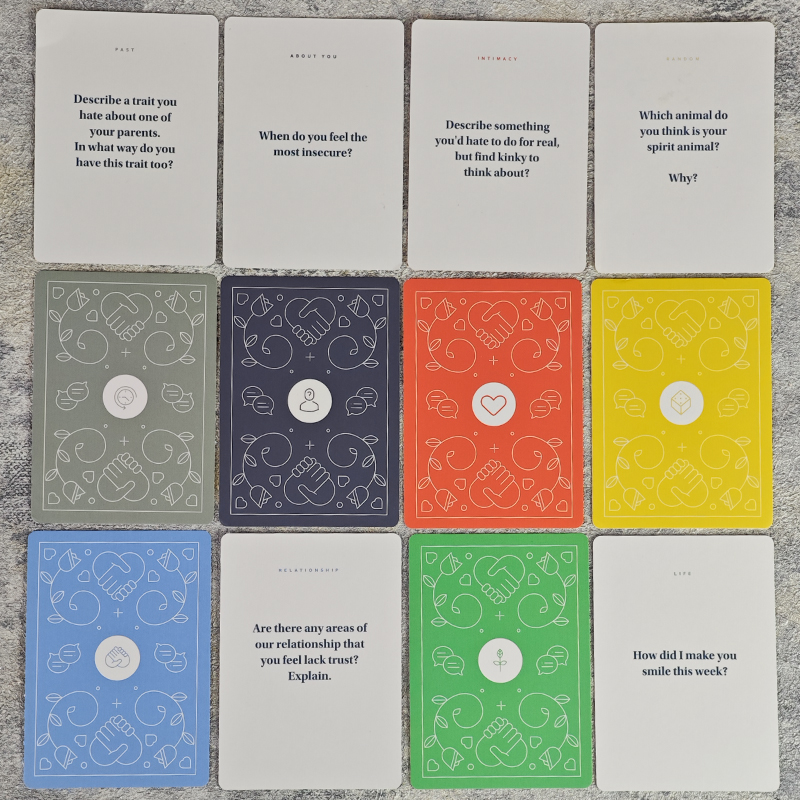 PAST
Describe a trait you
hate about one of
your parents.
In what way do you
have this trait too?
ABOUT YOU
When do you feel the
most insecure?
INTIMACY
Describe something
you'd hate to do for real,
but find kinky to
think about?
RANDOM
Which animal do
you think is your
spirit animal?
Why?
?
RELATIONSHIP
Are there any areas of
our relationship that
you feel lack trust?
Explain.
LIFE
How did I make you
smile this week?